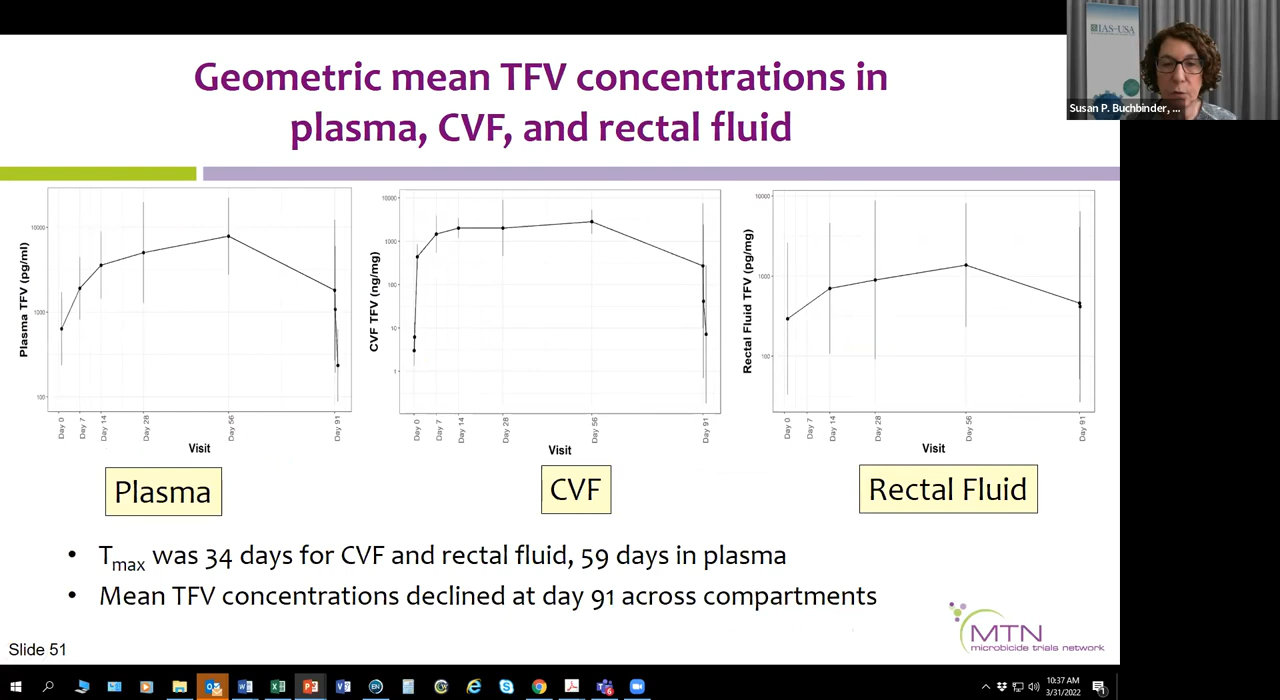 IAS-USA
Susan P. Buchbinder, ...
Geometric mean TFV concentrations in
plasma, CVF, and rectal fluid
Plasma TFV (pg/ml)
10000
1000
100
Day 0
Day 7
Day 14
Day 28
Day 56
Day 91
Visit
CVF TFV (ng/mg)
10000
1000
100
10
1
Day 0
Day 7
Day 14
Day 28
Day 56
Day 91
Visit
Rectal Fluid TFV (pg/mg)
10000
1000
100
Day 0
Day 7
Day 14
Day 28
Day 56
Day 91
Visit
Plasma
CVF
Rectal Fluid
• Tmax was 34 days for CVF and rectal fluid, 59 days in plasma
• Mean TFV concentrations declined at day 91 across compartments
MTN
microbicide trials network
Slide 51
10:37 AM
3/31/2022